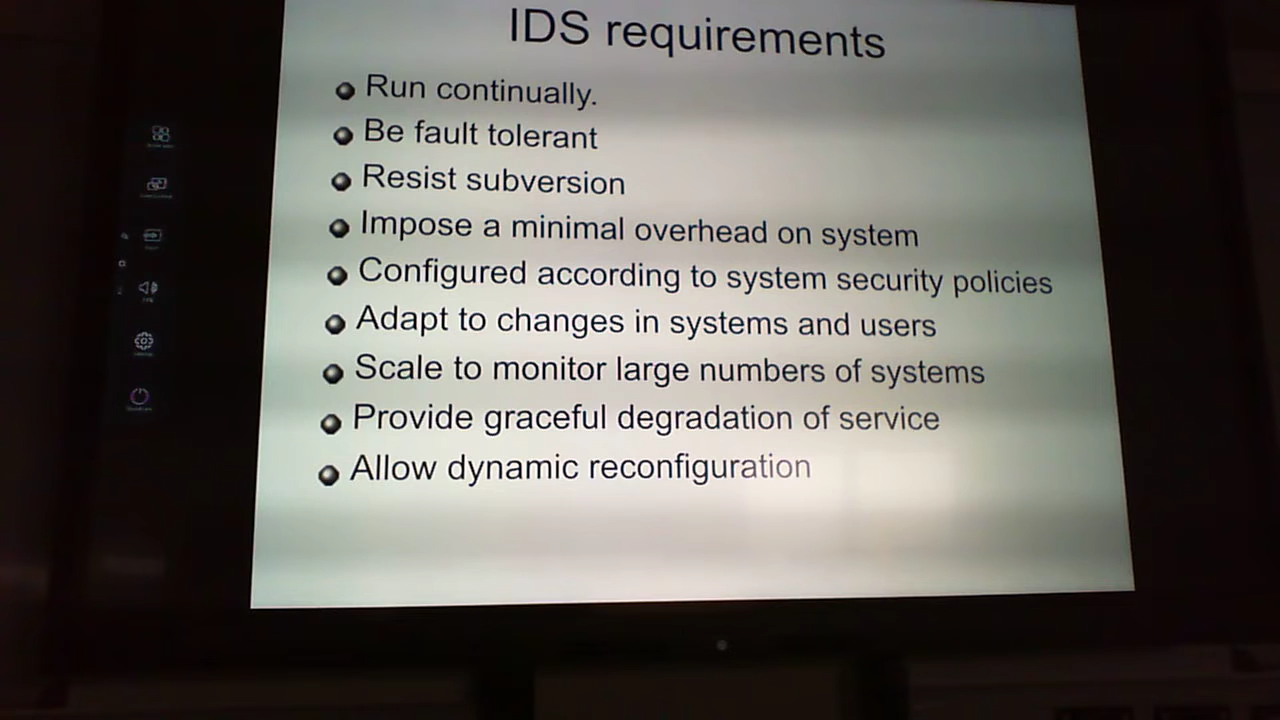 IDS requirements
Run continually.
Be fault tolerant
Resist subversion
Impose a minimal overhead on system
Configured according to system security policies
Adapt to changes in systems and users
Scale to monitor large numbers of systems
Provide graceful degradation of service
Allow dynamic reconfiguration